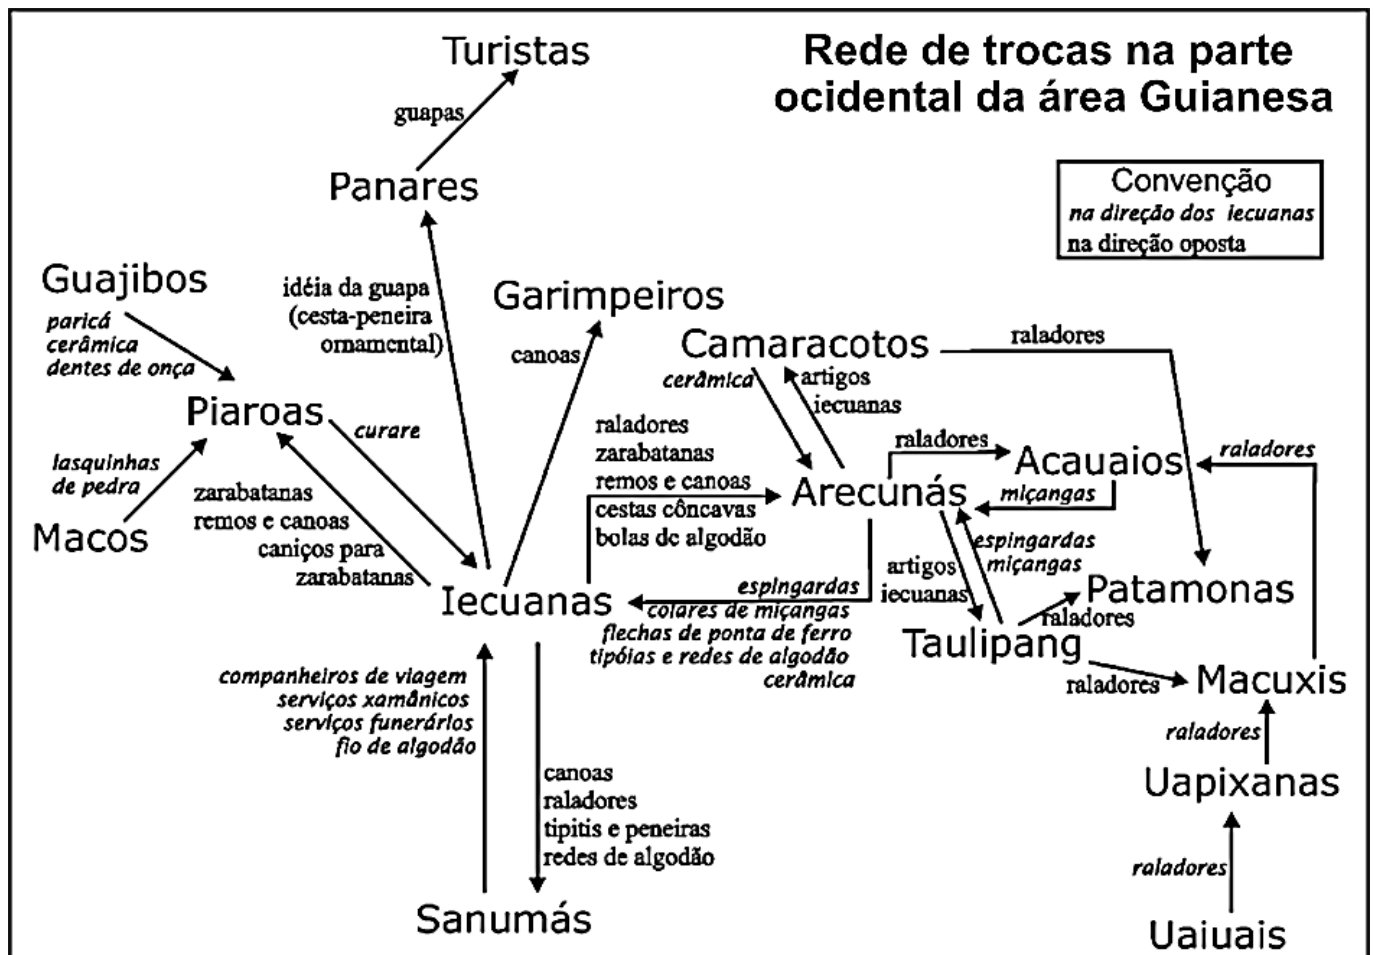 Rede de trocas na parte
ocidental da área Guianesa
Convenção
na direção dos iecuanas
na direção oposta
Turistas
guapas
Panares
Guajibos
paricá
cerâmica
dentes de onça
idéia da guapa
(cesta-peneira
ornamental)
Garimpeiros
canoas
Camaracotos
raladores
cerâmica
artigos
iecuanas
Piaroas
curare
lasquinhas
de pedra
Macos
zarabatanas
remos e canoas
caniços para
zarabatanas
raladores
zarabatanas
remos e canoas
cestas côncavas
bolas de algodão
raladores
Acauaios
raladores
Arecunás
miçangas
espingardas
miçangas
artigos
iecuanas
Patamonas
raladores
Iecuanas
espingardas
colares de miçangas
flechas de ponta de ferro
tipóias e redes de algodão
cerâmica
Taulipang
raladores
Macuxis
companheiros de viagem
serviços xamânicos
serviços funerários
fio de algodão
raladores
Uapixanas
canoas
raladores
tipitis e peneiras
redes de algodão
raladores
Sanumás
Uaiuais